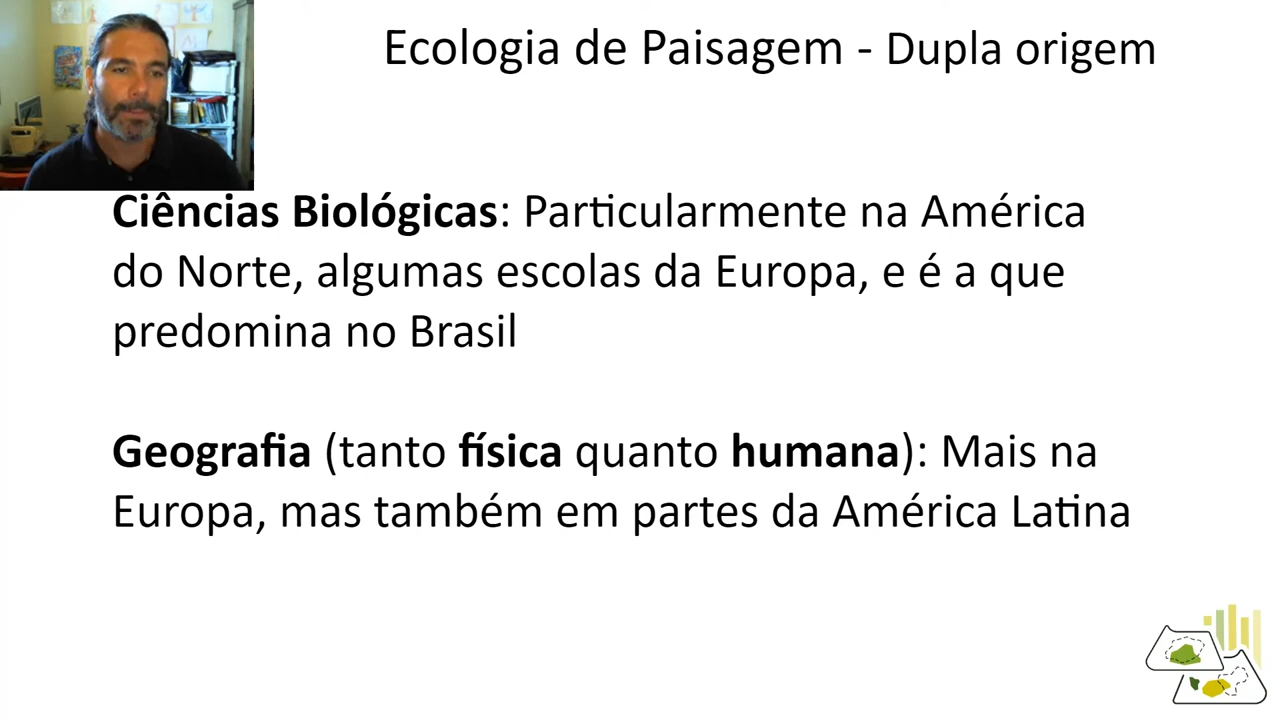 Ecologia de Paisagem - Dupla origem
Ciências Biológicas: Particularmente na América
do Norte, algumas escolas da Europa, e é a que
predomina no Brasil
Geografia (tanto física quanto humana): Mais na
Europa, mas também em partes da América Latina